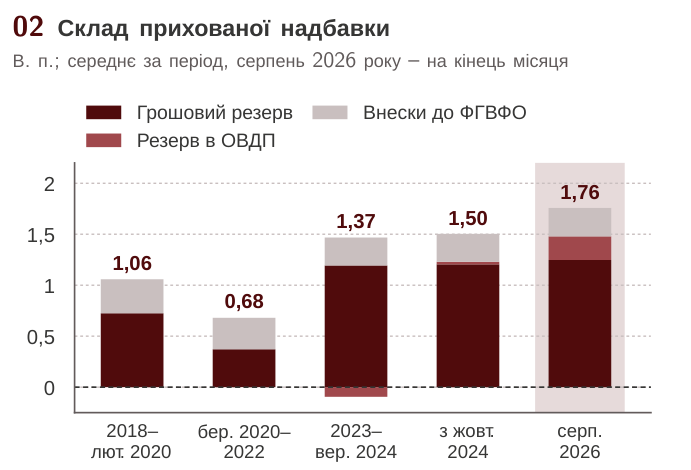 02 Склад прихованої надбавки
В. п.; середнє за період, серпень 2026 року – на кінець місяця
Грошовий резерв
Внески до ФГВФО
Резерв в ОВДП
2
1,5
1
0,5
0
1,06
0,68
1,37
1,50
1,76
2018–
лют. 2020
бер. 2020–
2022
2023–
вер. 2024
з жовт.
2024
серп.
2026